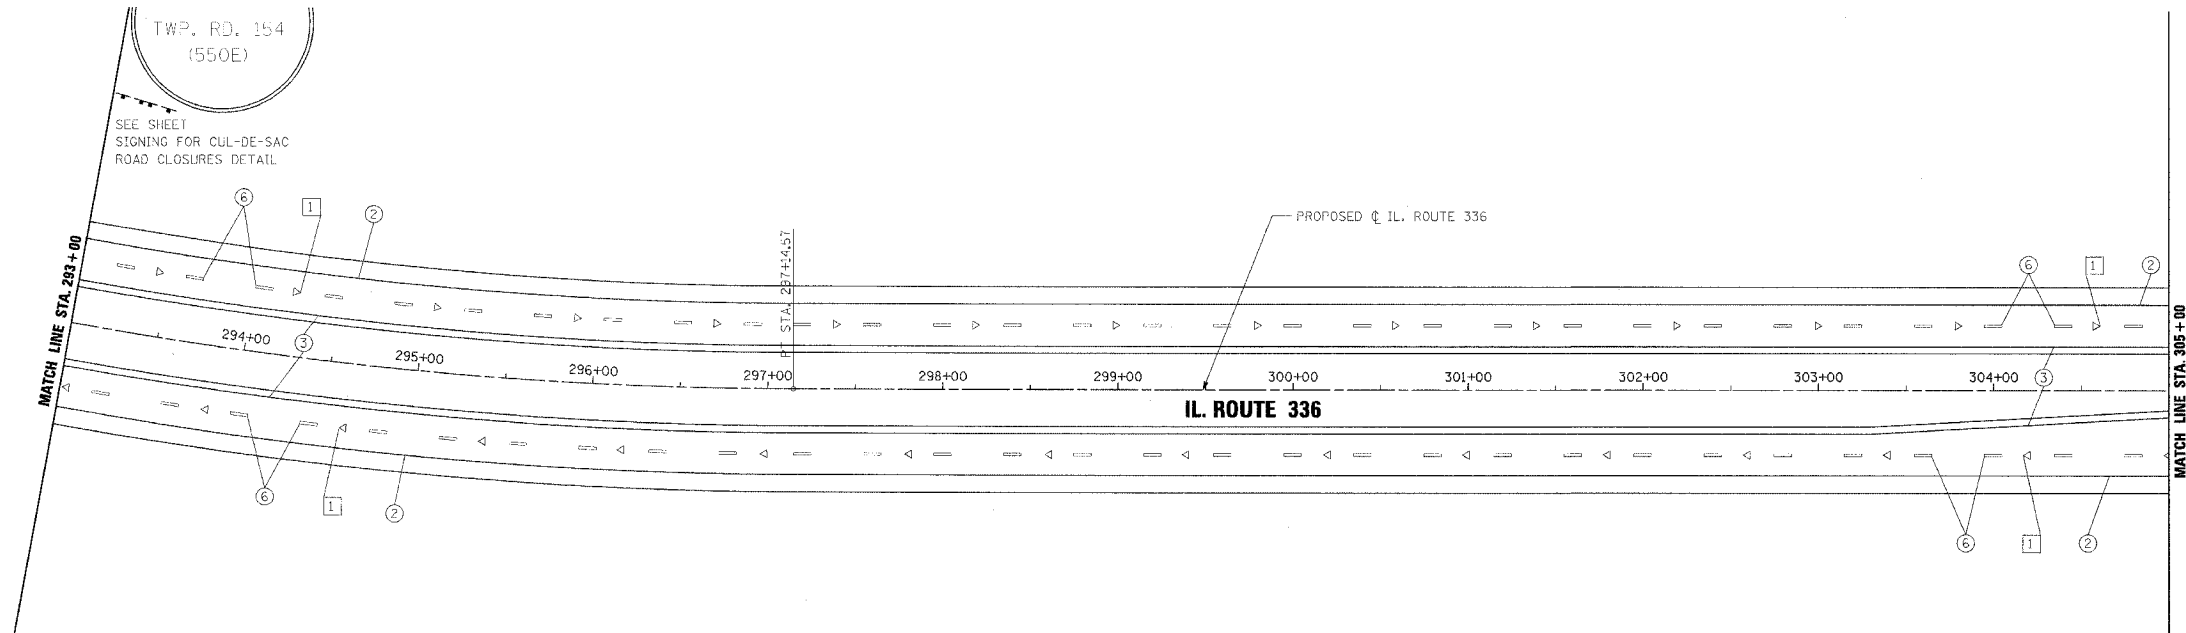 TWP. RD. 154
(550E)
SEE SHEET
SIGNING FOR CUL-DE-SAC
ROAD CLOSURES DETAIL
6
1
2
PROPOSED ℄ IL. ROUTE 336
6
1
2
MATCH LINE STA. 293+00
PT STA. 297+14.57
MATCH LINE STA. 305+00
3
3
294+00
295+00
296+00
297+00
298+00
299+00
300+00
301+00
302+00
303+00
304+00
IL. ROUTE 336
6
1
2
6
1
2